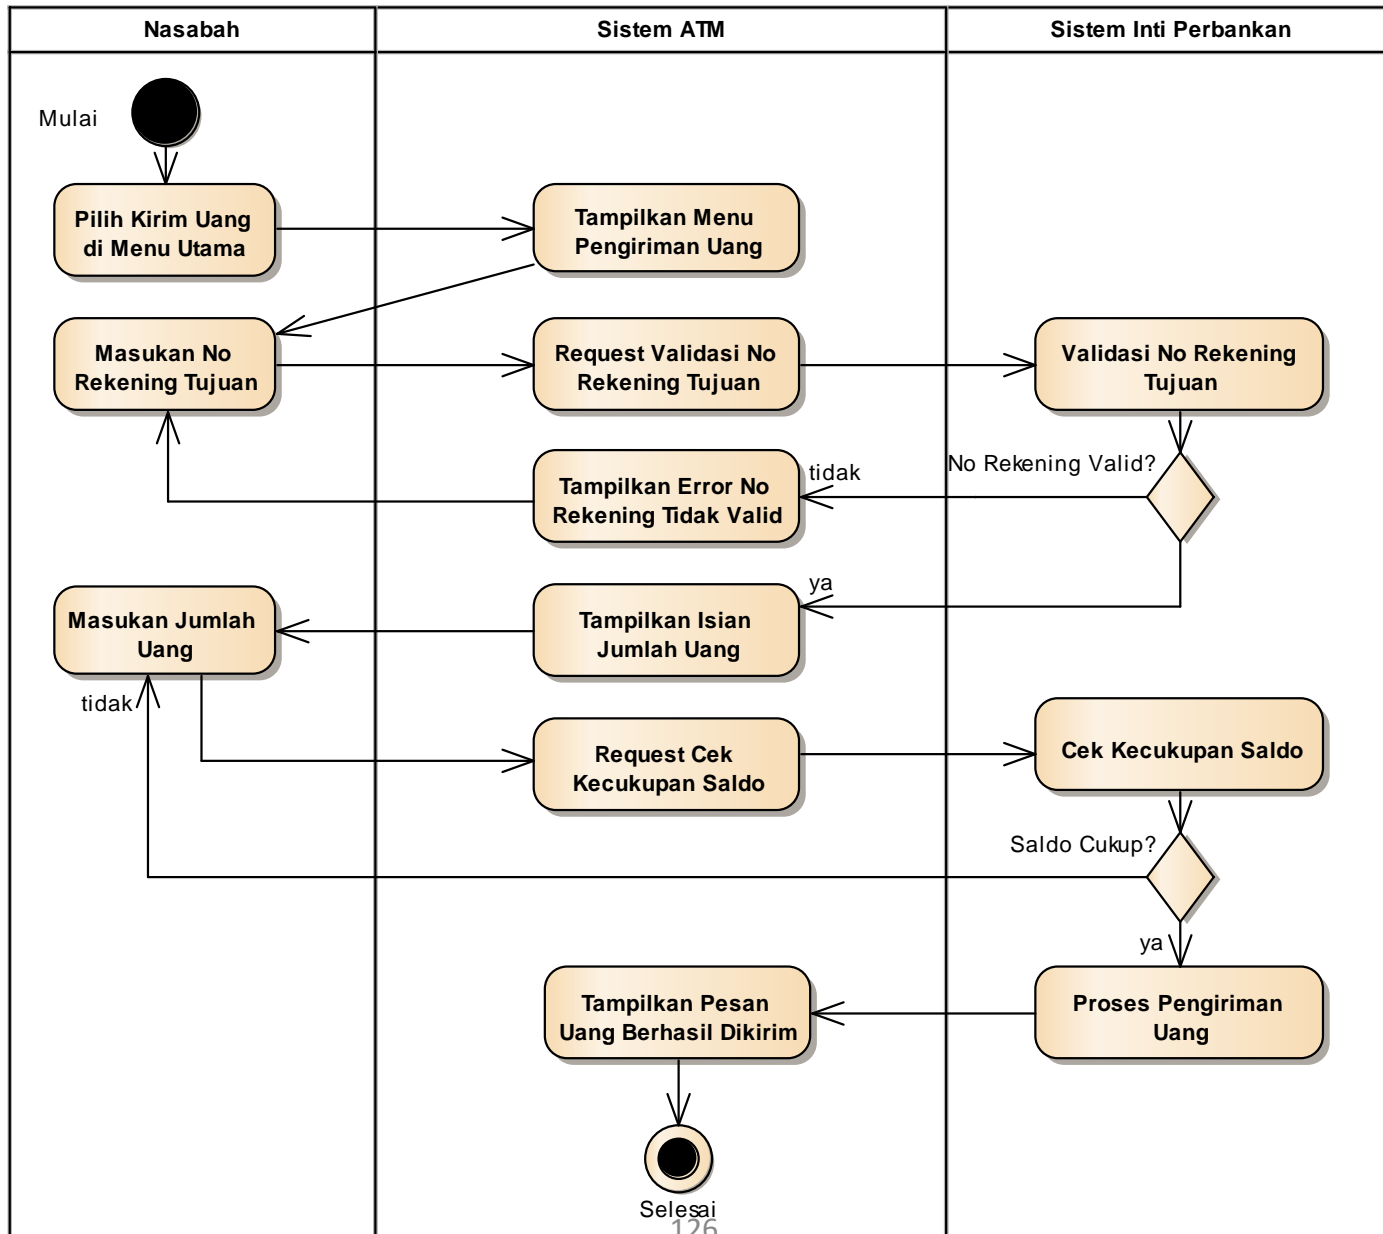 Nasabah
Sistem ATM
Sistem Inti Perbankan
Mulai
Pilih Kirim Uang
di Menu Utama
Tampilkan Menu
Pengiriman Uang
Masukan No
Rekening Tujuan
Request Validasi No
Rekening Tujuan
Validasi No Rekening
Tujuan
No Rekening Valid?
tidak
Tampilkan Error No
Rekening Tidak Valid
ya
Tampilkan Isian
Jumlah Uang
Masukan Jumlah
Uang
tidak
Request Cek
Kecukupan Saldo
Cek Kecukupan Saldo
Saldo Cukup?
ya
Proses Pengiriman
Uang
Tampilkan Pesan
Uang Berhasil Dikirim
Selesai
126